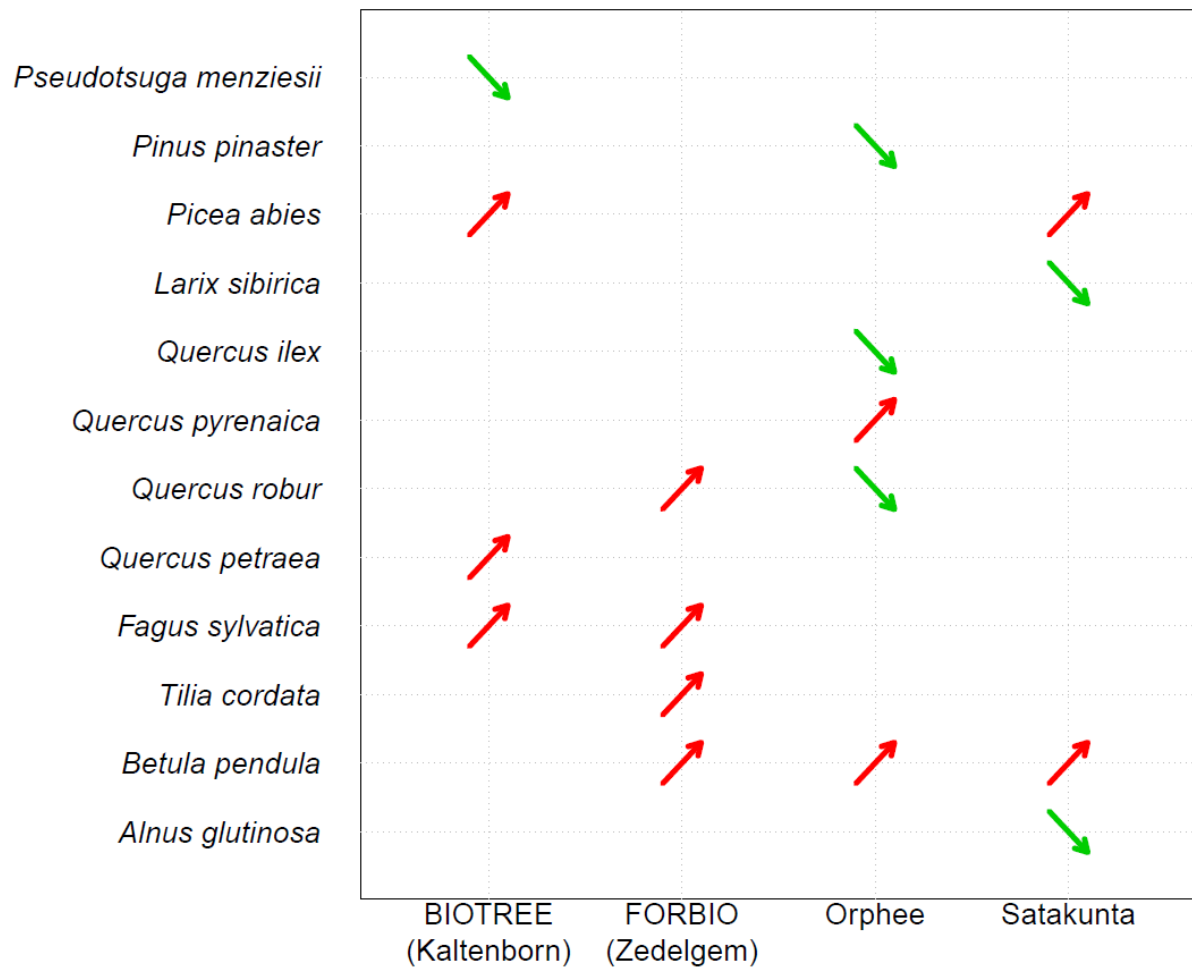 Pseudotsuga menziesii
Pinus pinaster
Picea abies
Larix sibirica
Quercus ilex
Quercus pyrenaica
Quercus robur
Quercus petraea
Fagus sylvatica
Tilia cordata
Betula pendula
Alnus glutinosa
BIOTREE FORBIO Orphee Satakunta
(Kaltenborn) (Zedelgem)